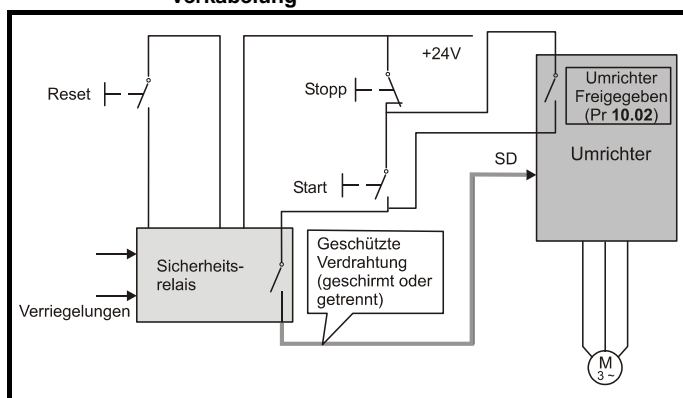 +24V
Reset
Stopp
Umrichter
Freigegeben
(Pr 10.02)
Umrichter
SD
Start
Geschützte
Verdrahtung
(geschirmt oder
getrennt)
Sicherheits-
relais
Verriegelungen
M
3 ~